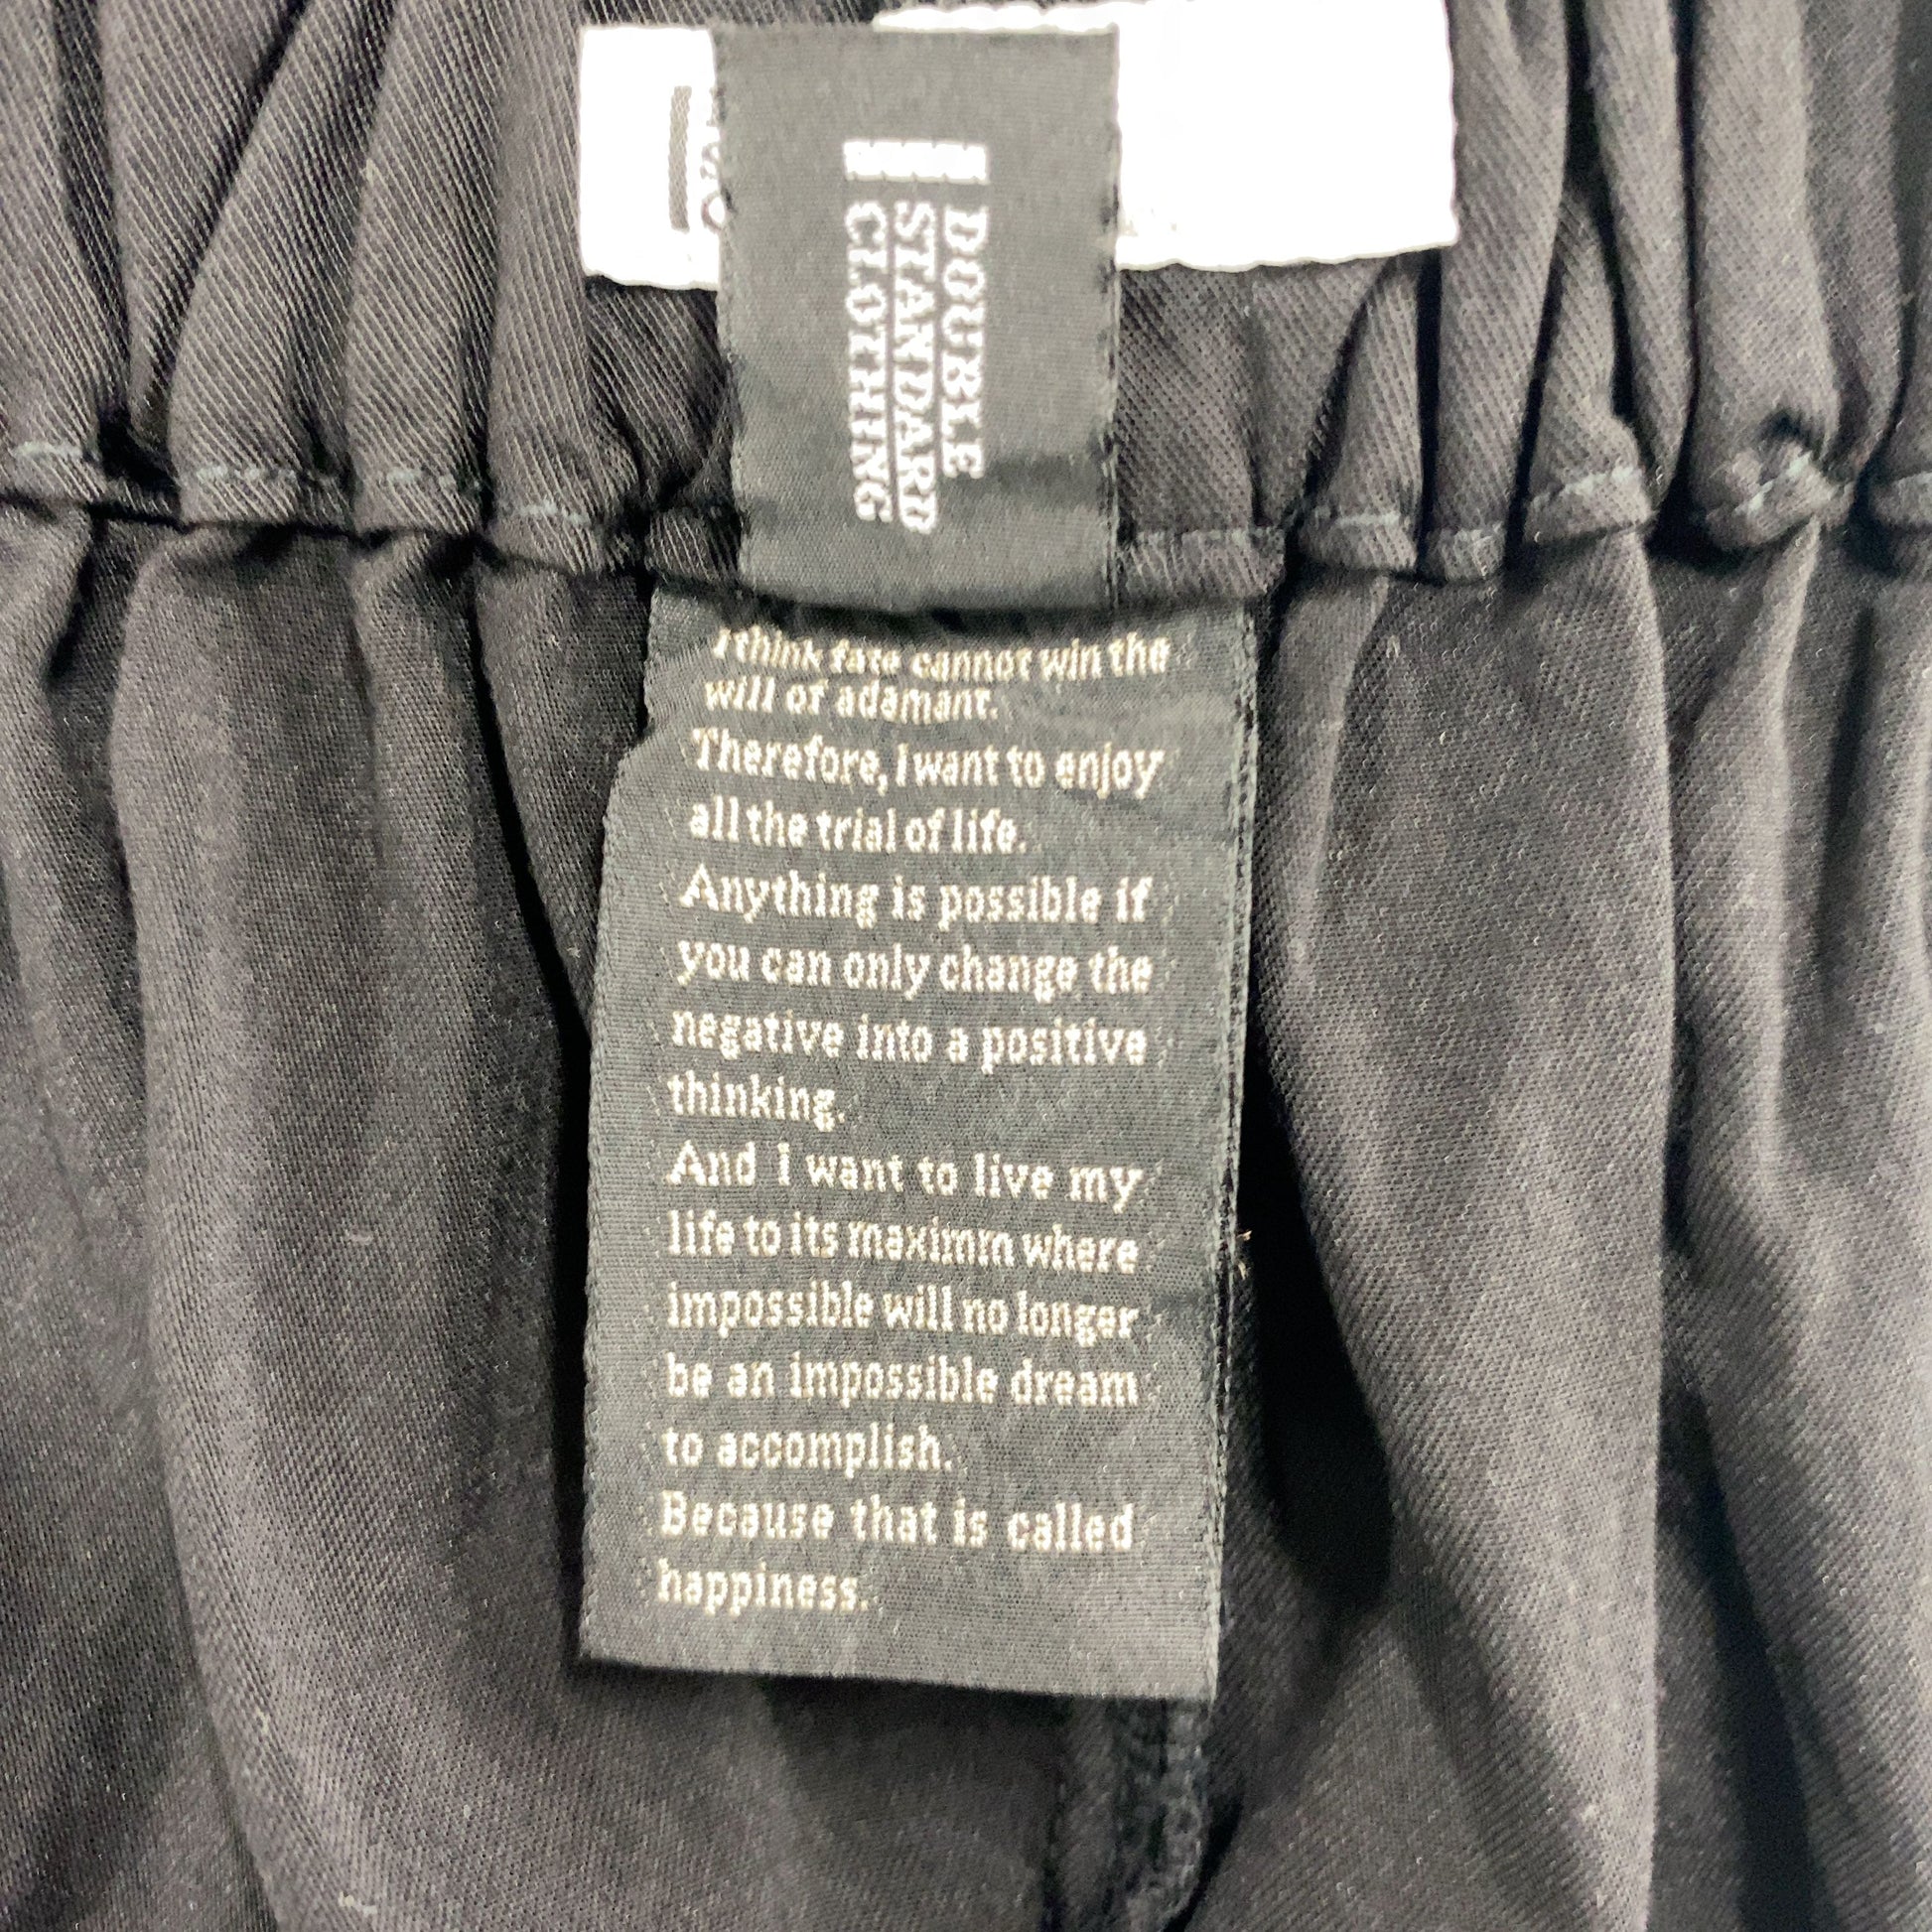 DOUBLE
STANDARD
CLOTHING
I think fate cannot win the
will of adamant.
Therefore, I want to enjoy
all the trial of life.
Anything is possible if
you can only change the
negative into a positive
thinking.
And I want to live my
life to its maximm where
impossible will no longer
be an impossible dream
to accomplish.
Because that is called
happiness.